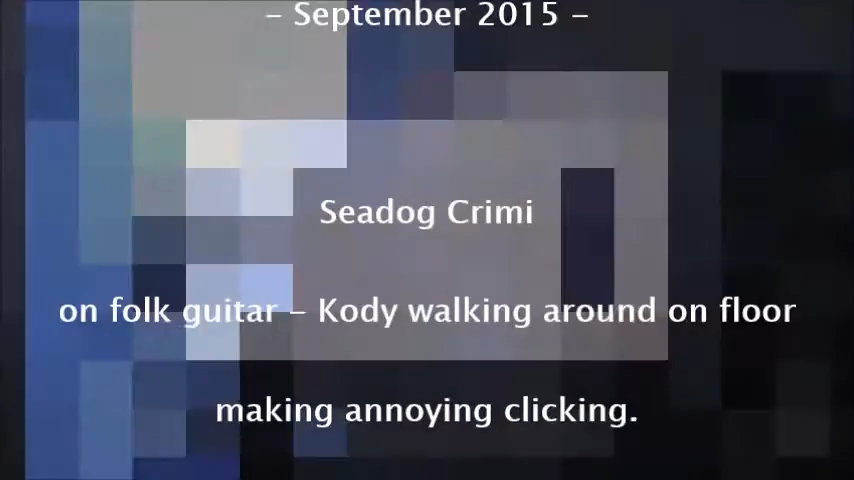 – September 2015 –
Seadog Crimi
on folk guitar – Kody walking around on floor
making annoying clicking.